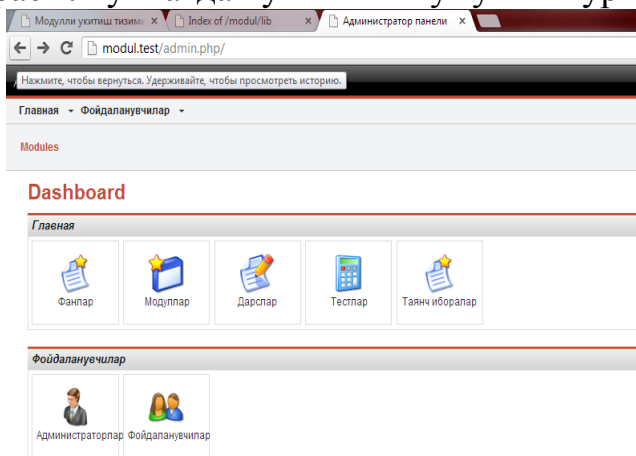 Модулли укитиш тизими Index of /modul/lib Администратор панели
modul.test/admin.php/
Нажмите, чтобы вернуться. Удерживайте, чтобы просмотреть историю.
Главная Фойдаланувчилар
Modules
Dashboard
Главная
Фанлар Модуллар Дарслар Тестлар Таянч иборалар
Фойдаланувчилар
Администраторлар Фойдаланувчилар